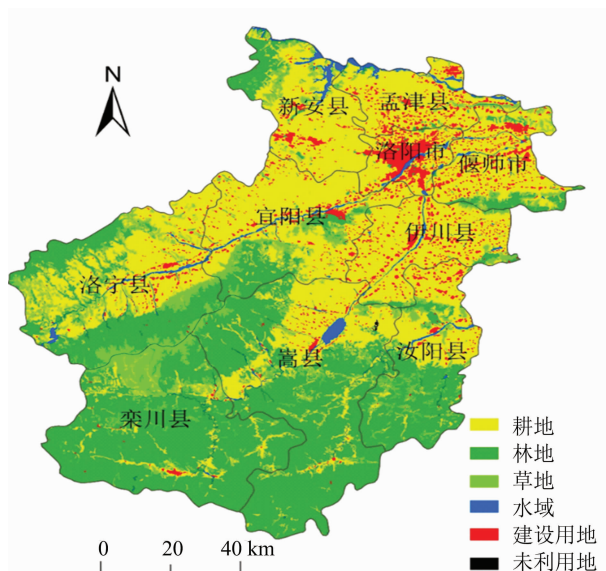 N
新安县
孟津县
洛阳市
偃师市
宜阳县
伊川县
洛宁县
嵩县
汝阳县
栾川县
耕地
林地
草地
水域
建设用地
未利用地
0 20 40 km